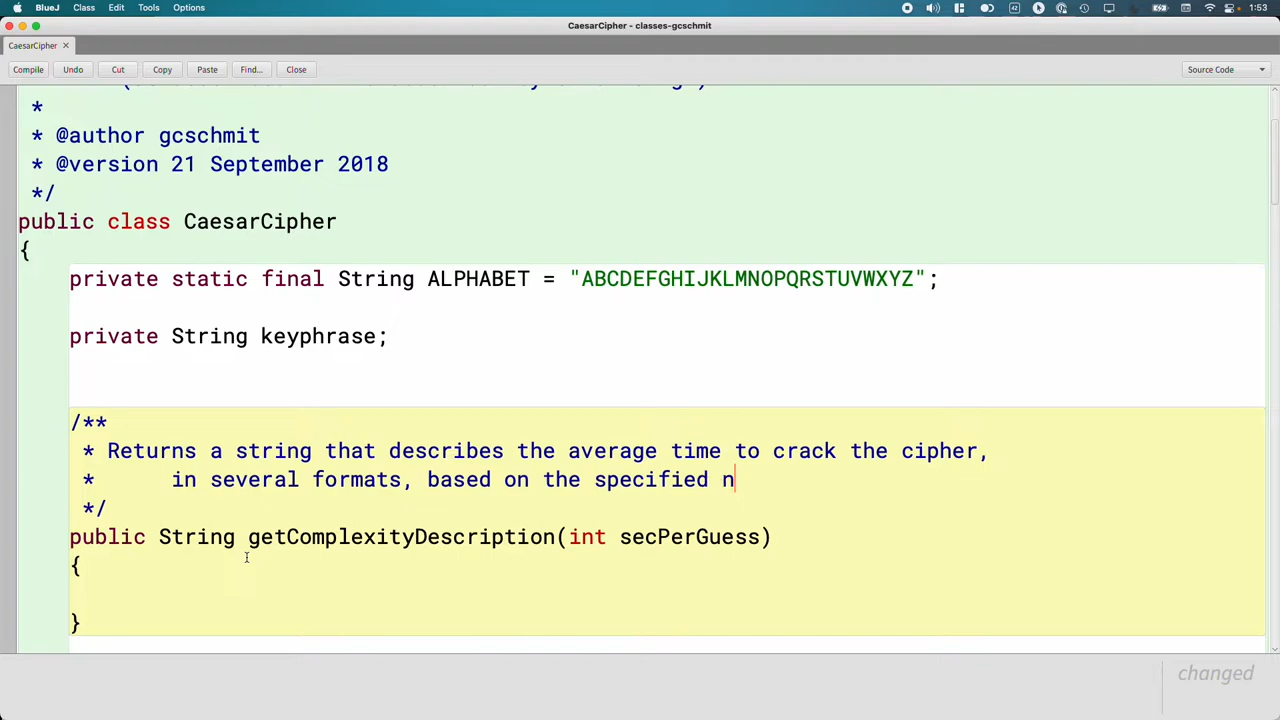 BlueJ Class Edit Tools Options 1:53
CaesarCipher - classes-gcschmit
CaesarCipher ×
Compile Undo Cut Copy Paste Find... Close Source Code
*
* @author gcschmit
* @version 21 September 2018
*/
public class CaesarCipher
{
private static final String ALPHABET = "ABCDEFGHIJKLMNOPQRSTUVWXYZ";
private String keyphrase;
/**
* Returns a string that describes the average time to crack the cipher,
* in several formats, based on the specified n
*/
public String getComplexityDescription(int secPerGuess)
{
}
changed